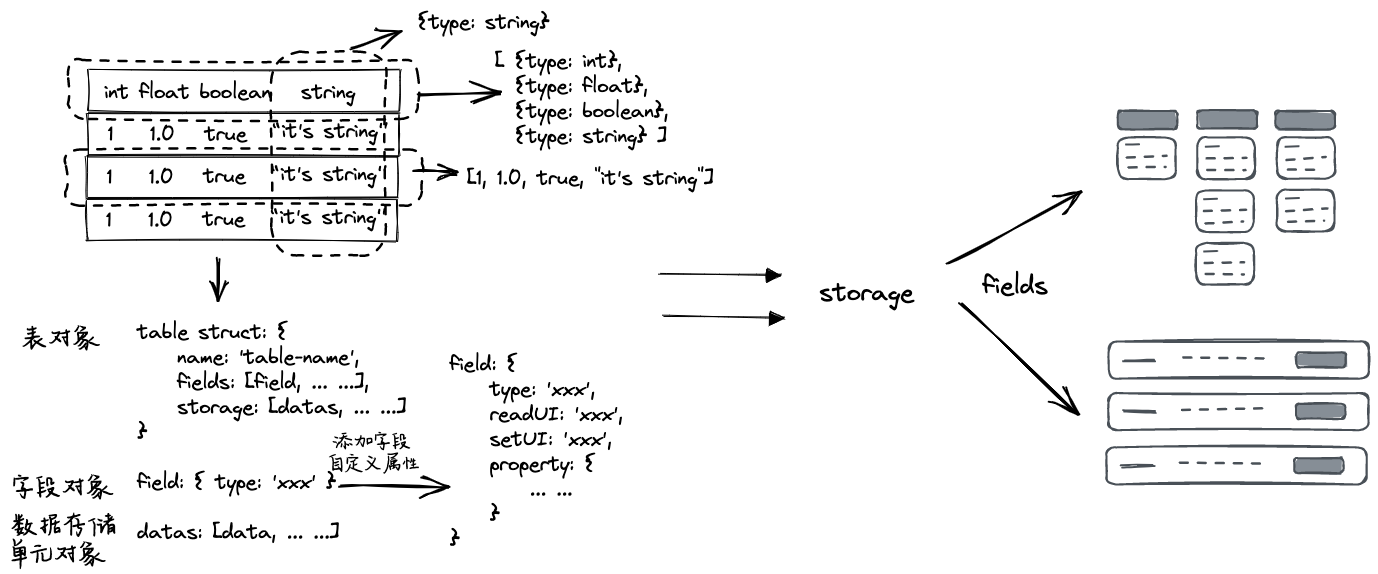 {type: string}
[ {type: int},
{type: float},
{type: boolean},
{type: string} ]
int float boolean string
1 1.0 true "it's string"
1 1.0 true "it's string"
[1, 1.0, true, "it's string"]
1 1.0 true "it's string"
表对象
table struct: {
name: 'table-name',
fields: [field, ... ...],
storage: [datas, ... ...]
}
添加字段
自定义属性
字段对象
field: { type: 'xxx' }
数据存储
单元对象
datas: [data, ... ...]
field: {
type: 'xxx',
readUI: 'xxx',
setUI: 'xxx',
property: {
... ...
}
}
storage
fields